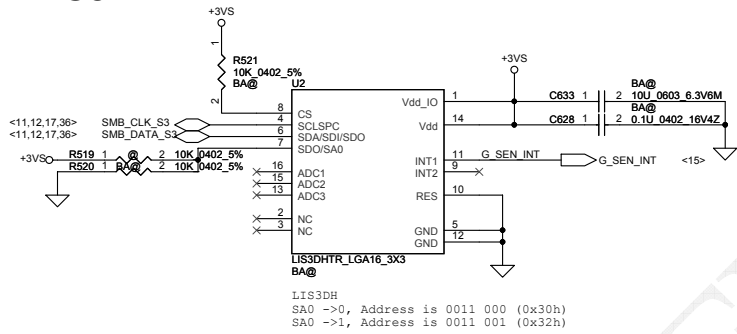 +3VS
1
R521
10K_0402_5%
BA@
2
U2
+3VS
<11,12,17,36> SMB_CLK_S3
<11,12,17,36> SMB_DATA_S3
+3VS R519 1 @ 2 10K_0402_5%
R520 1 BA@ 2 10K_0402_5%
8 CS
4 SCLSPC
6 SDA/SDI/SDO
7 SDO/SA0
16 ADC1
15 ADC2
13 ADC3
2 NC
3 NC
Vdd_IO 1
Vdd 14
INT1 11
INT2 9
RES 10
GND 5
GND 12
BA@
C633 1 2 10U_0603_6.3V6M
BA@
C628 1 2 0.1U_0402_16V4Z
G_SEN_INT G_SEN_INT <15>
LIS3DHTR_LGA16_3X3
BA@
LIS3DH
SA0 ->0, Address is 0011 000 (0x30h)
SA0 ->1, Address is 0011 001 (0x32h)